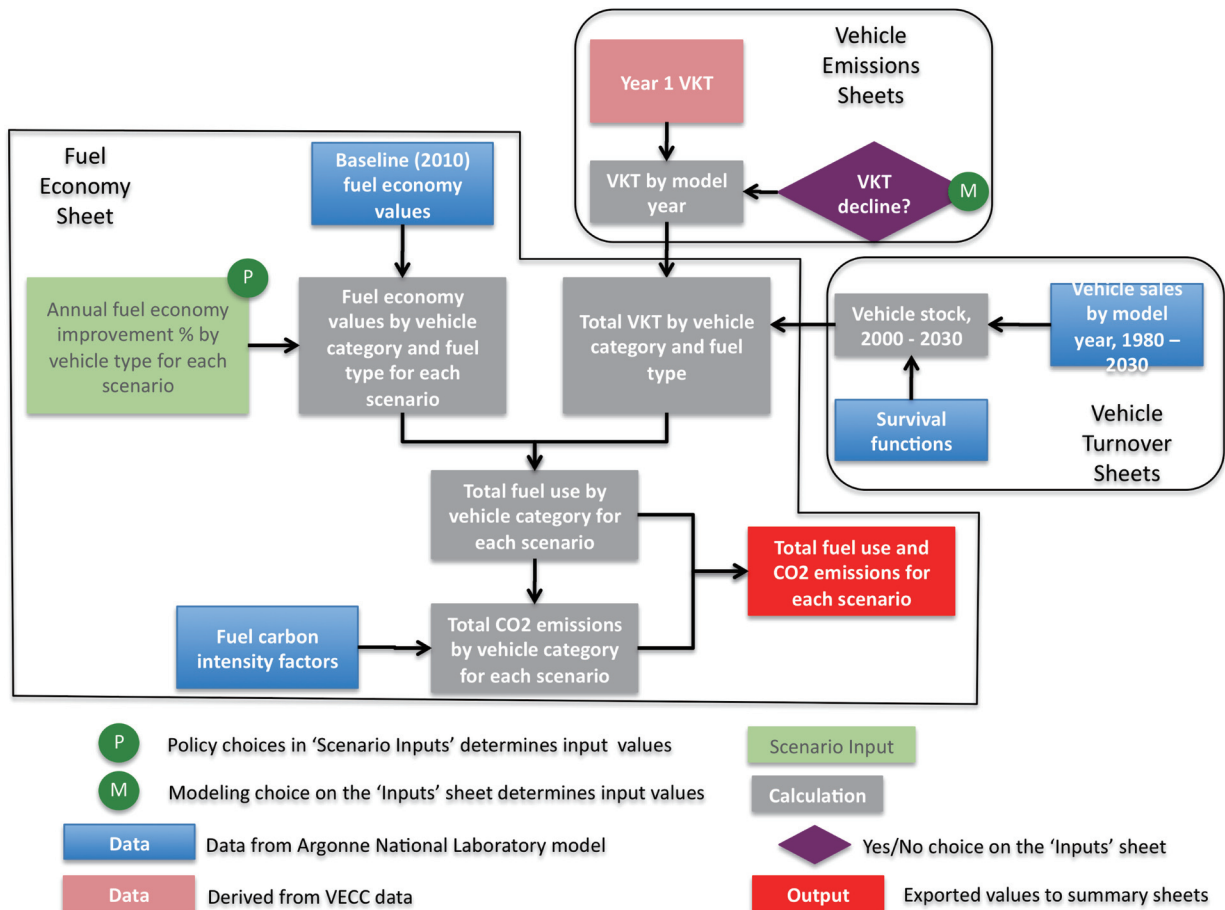 Vehicle
Emissions
Sheets
Year 1 VKT
VKT by model
year
VKT
decline?
M
Fuel
Economy
Sheet
Baseline (2010)
fuel economy
values
P
Annual fuel economy
improvement % by
vehicle type for each
scenario
Fuel economy
values by vehicle
category and fuel
type for each
scenario
Total VKT by vehicle
category and fuel
type
Vehicle stock,
2000 - 2030
Vehicle sales
by model
year, 1980 –
2030
Survival
functions
Vehicle
Turnover
Sheets
Total fuel use by
vehicle category for
each scenario
Total fuel use and
CO2 emissions for
each scenario
Fuel carbon
intensity factors
Total CO2 emissions
by vehicle category
for each scenario
P
Policy choices in ‘Scenario Inputs’ determines input values
Scenario Input
M
Modeling choice on the ‘Inputs’ sheet determines input values
Calculation
Data
Data from Argonne National Laboratory model
Yes/No choice on the ‘Inputs’ sheet
Data
Derived from VECC data
Output
Exported values to summary sheets